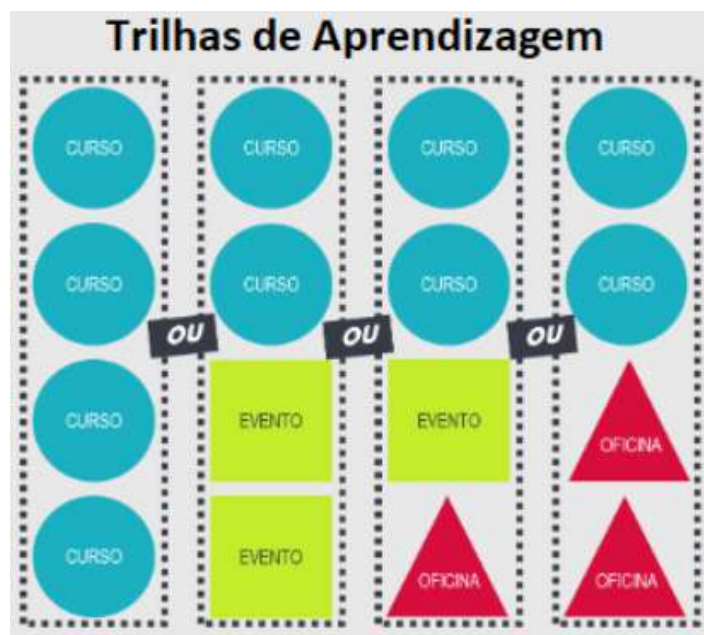 Trilhas de Aprendizagem
CURSO CURSO CURSO CURSO
CURSO CURSO CURSO CURSO
OU OU OU
CURSO EVENTO EVENTO OFICINA
CURSO EVENTO OFICINA OFICINA